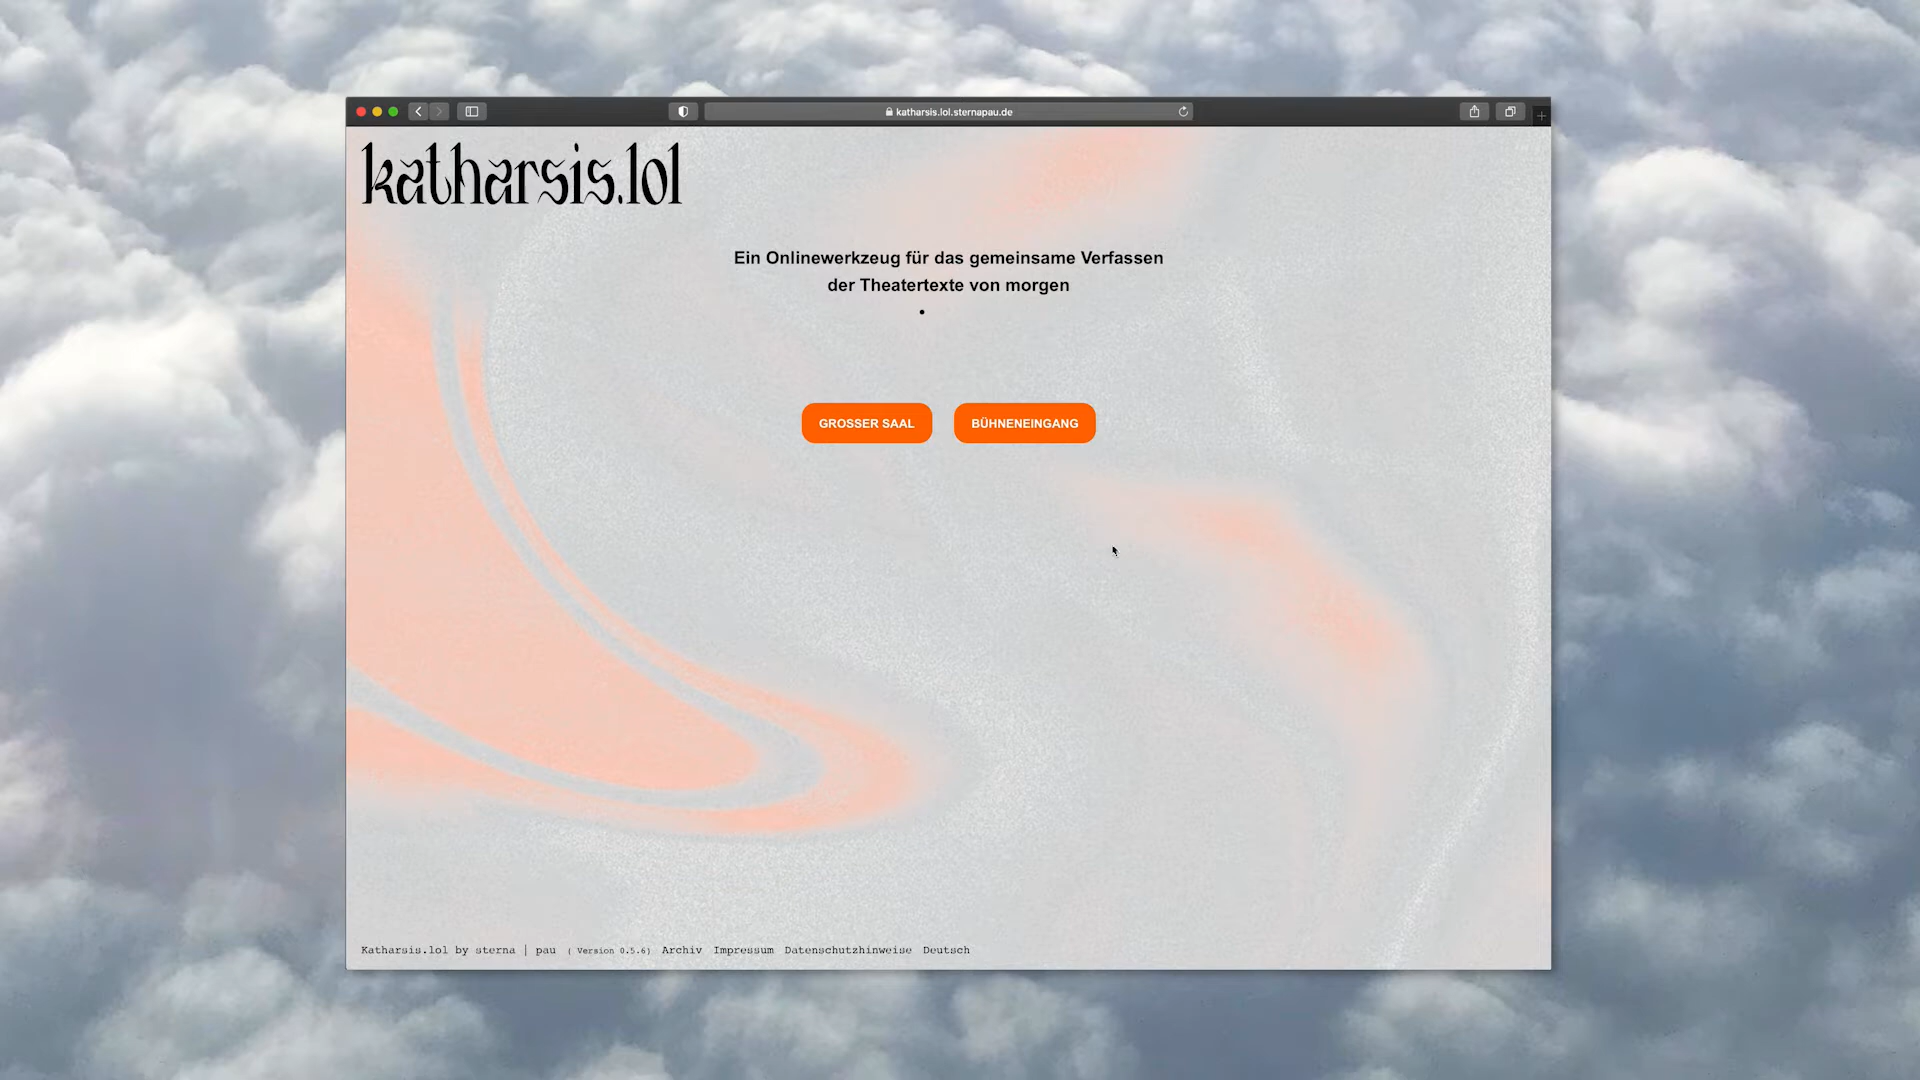 katharsis.lol.sternapau.de
katharsis.lol
Ein Onlinewerkzeug für das gemeinsame Verfassen
der Theatertexte von morgen
GROSSER SAAL
BÜHNENEINGANG
Katharsis.lol by sterna | pau ( Version 0.5.6) Archiv Impressum Datenschutzhinweise Deutsch